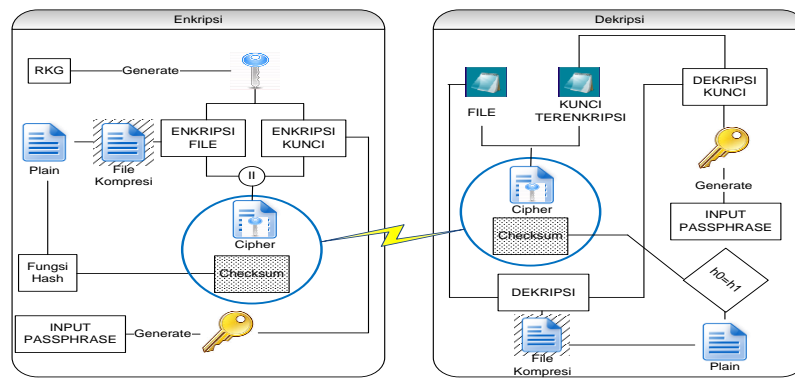 Enkripsi
RKG
Generate
ENKRIPSI
FILE
ENKRIPSI
KUNCI
Plain
File
Kompresi
II
Cipher
Checksum
Fungsi
Hash
INPUT
PASSPHRASE
Generate
Dekripsi
FILE
KUNCI
TERENKRIPSI
DEKRIPSI
KUNCI
Generate
INPUT
PASSPHRASE
Cipher
Checksum
h0=h1
DEKRIPSI
File
Kompresi
Plain